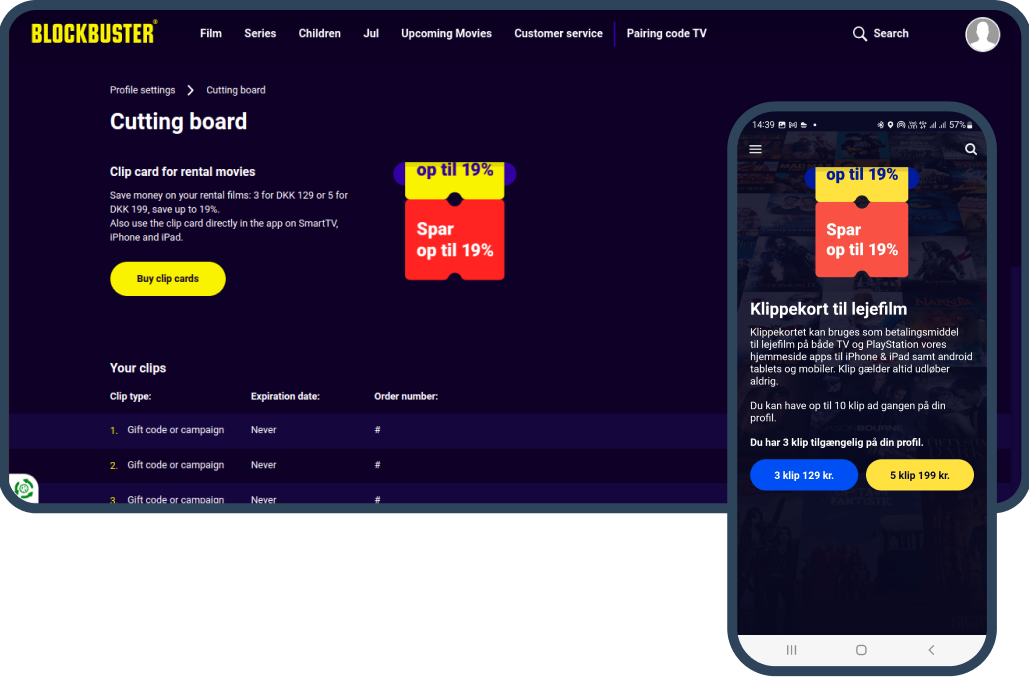 BLOCKBUSTER®
Film Series Children Jul Upcoming Movies Customer service Pairing code TV Search
Profile settings Cutting board
Cutting board
Clip card for rental movies
Save money on your rental films: 3 for DKK 129 or 5 for
DKK 199, save up to 19%.
Also use the clip card directly in the app on SmartTV,
iPhone and iPad.
Buy clip cards
op til 19%
Spar
op til 19%
Your clips
Clip type: Expiration date: Order number:
1. Gift code or campaign Never #
2. Gift code or campaign Never #
3. Gift code or campaign Never #
14:39 57%
op til 19%
Spar
op til 19%
NARNIA
Klippekort til lejefilm
Klippekortet kan bruges som betalingsmiddel
til lejefilm på både TV og PlayStation vores
hjemmeside apps til iPhone & iPad samt android
tablets og mobiler. Klip gælder altid udløber
aldrig.
Du kan have op til 10 klip ad gangen på din
profil.
JASON BOURNE
Du har 3 klip tilgængelig på din profil.
3 klip 129 kr. 5 klip 199 kr.
FANTASTIC